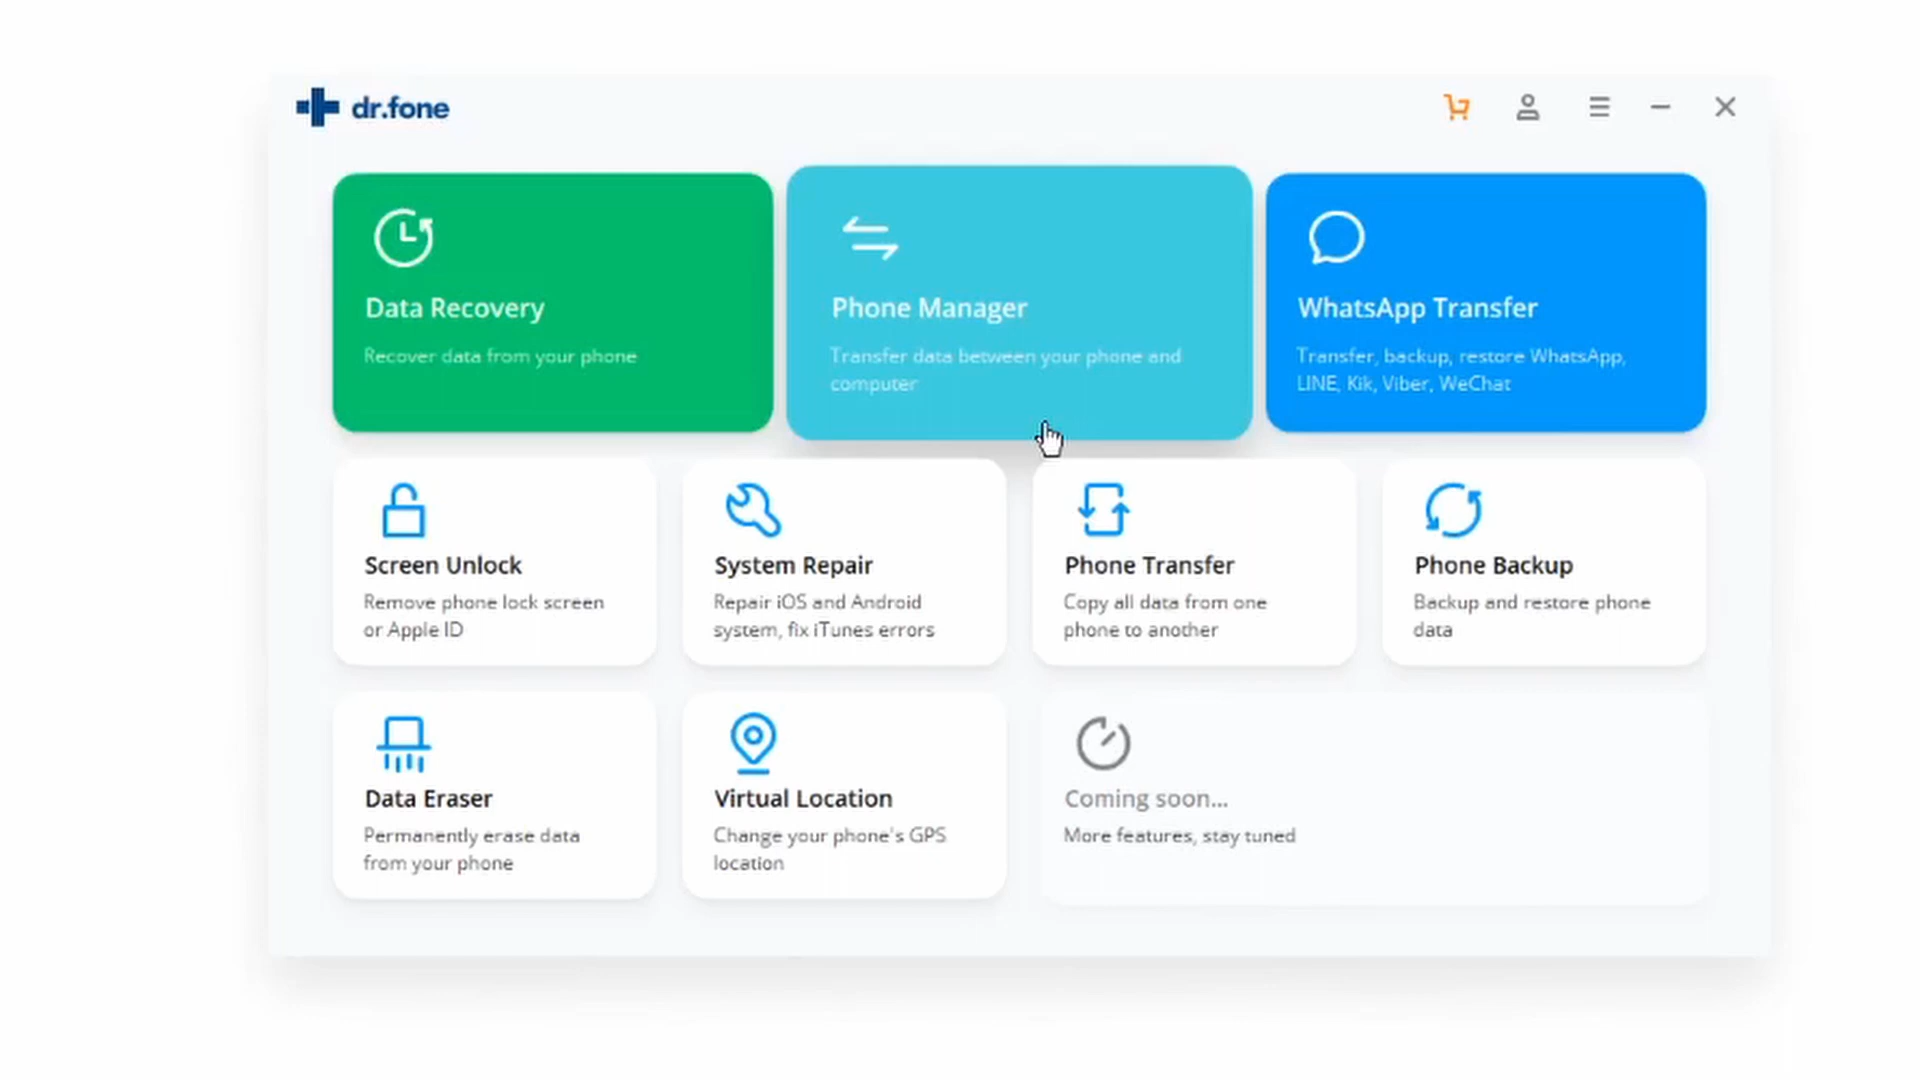 dr.fone
Data Recovery
Recover data from your phone
Phone Manager
Transfer data between your phone and
computer
WhatsApp Transfer
Transfer, backup, restore WhatsApp,
LINE, Kik, Viber, WeChat
Screen Unlock
Remove phone lock screen
or Apple ID
System Repair
Repair iOS and Android
system, fix iTunes errors
Phone Transfer
Copy all data from one
phone to another
Phone Backup
Backup and restore phone
data
Data Eraser
Permanently erase data
from your phone
Virtual Location
Change your phone's GPS
location
Coming soon...
More features, stay tuned